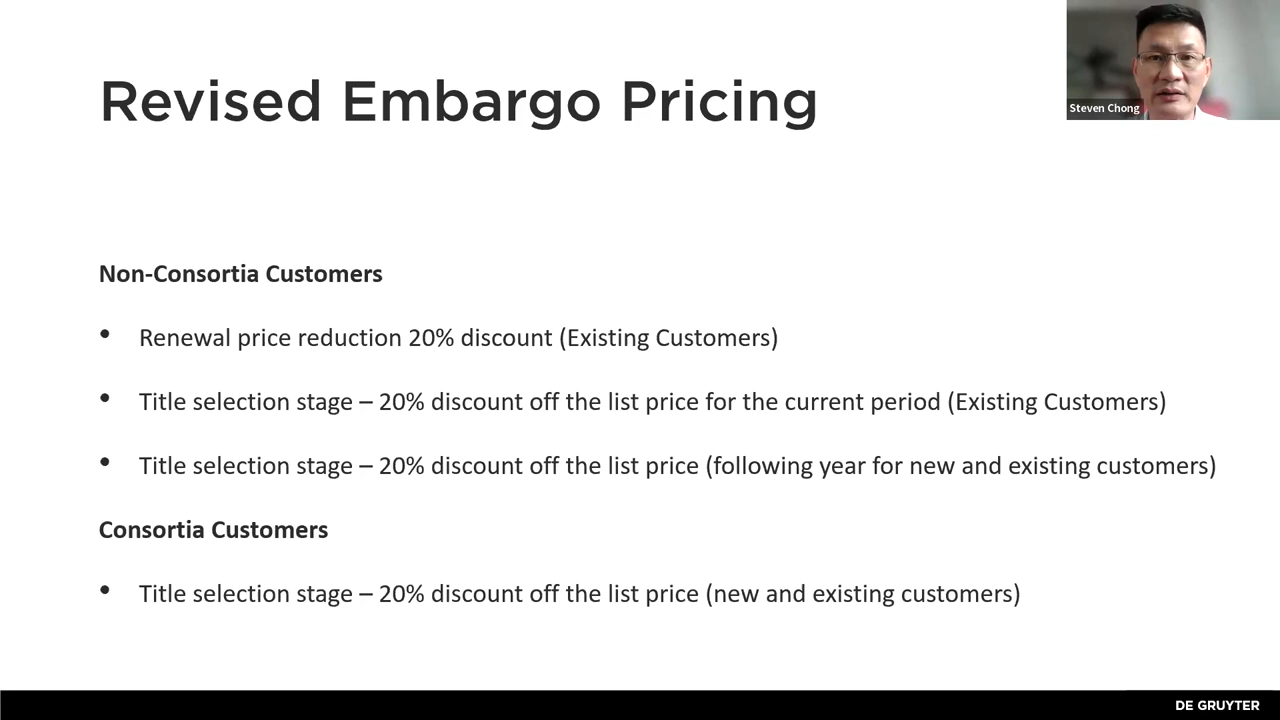 Revised Embargo Pricing
Steven Chong
Non-Consortia Customers
• Renewal price reduction 20% discount (Existing Customers)
• Title selection stage – 20% discount off the list price for the current period (Existing Customers)
• Title selection stage – 20% discount off the list price (following year for new and existing customers)
Consortia Customers
• Title selection stage – 20% discount off the list price (new and existing customers)
DE GRUYTER